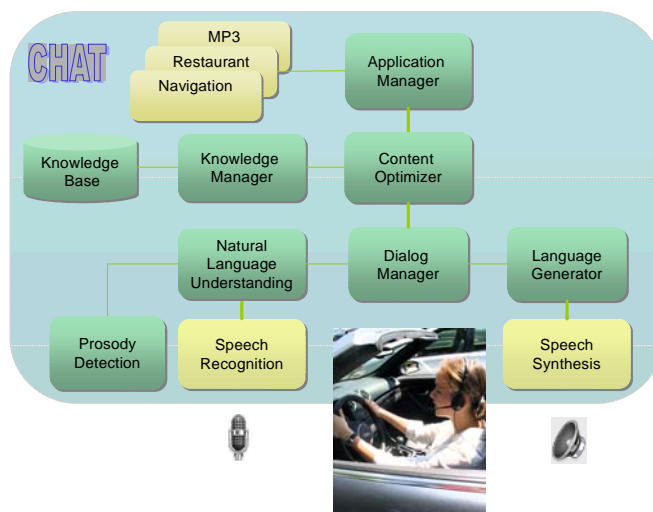 CHAT
MP3
Restaurant
Navigation
Application
Manager
Knowledge
Base
Knowledge
Manager
Content
Optimizer
Natural
Language
Understanding
Dialog
Manager
Language
Generator
Prosody
Detection
Speech
Recognition
Speech
Synthesis